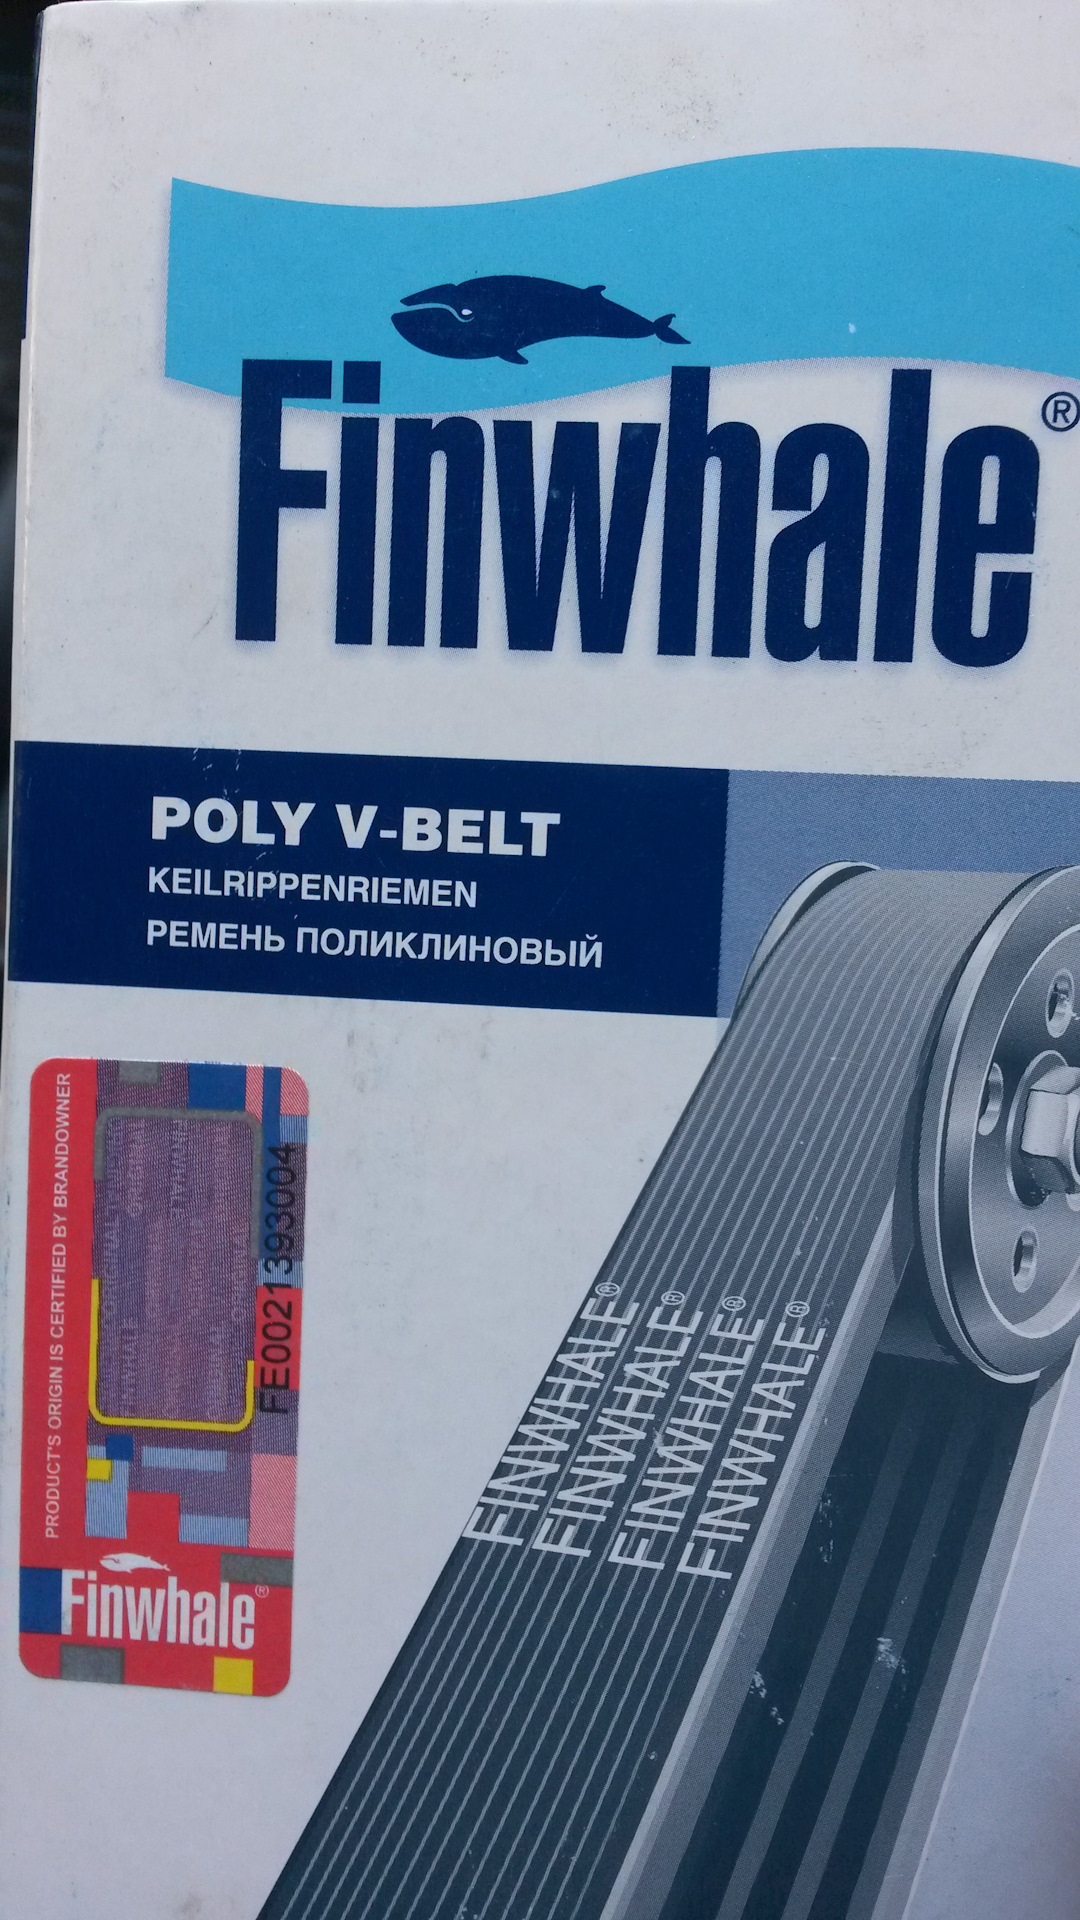 Finwhale®
POLY V-BELT
KEILRIPPENRIEMEN
РЕМЕНЬ ПОЛИКЛИНОВЫЙ
PRODUCT'S ORIGIN IS CERTIFIED BY BRANDOWNER
FE0021393004
Finwhale®
FINWHALE®
FINWHALE®
FINWHALE®
FINWHALE®